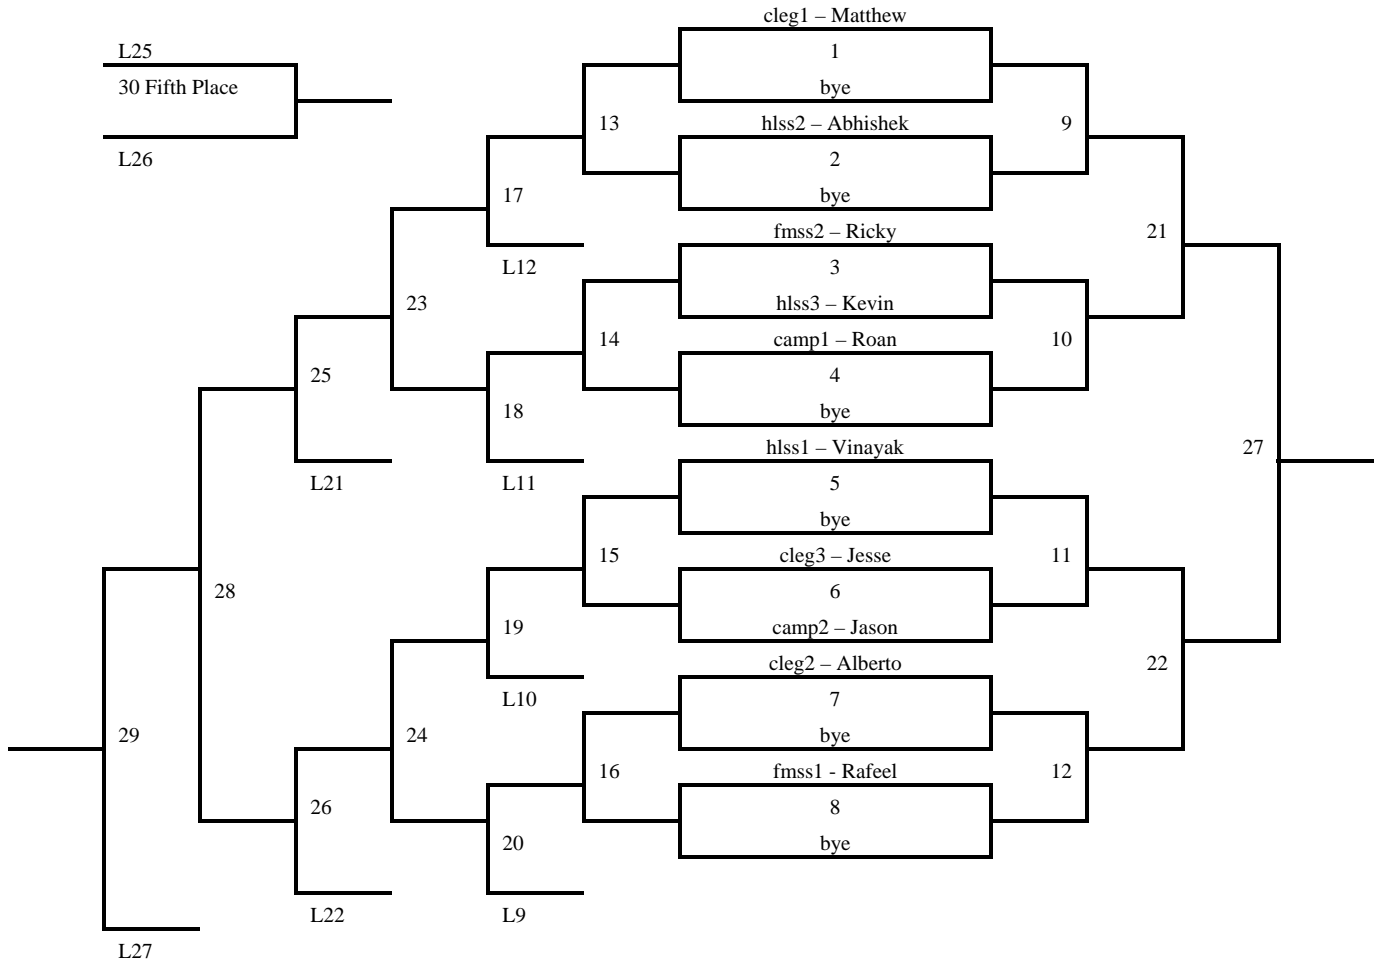 cleg1 – Matthew
L25
1
30 Fifth Place
bye
13
hlss2 – Abhishek
9
L26
2
17
bye
fmss2 – Ricky
21
L12
3
23
hlss3 – Kevin
14
camp1 – Roan
10
25
4
18
bye
hlss1 – Vinayak
27
L21
L11
5
bye
15
cleg3 – Jesse
11
28
6
19
camp2 – Jason
cleg2 – Alberto
22
L10
7
29
24
bye
16
fmss1 - Rafeel
12
26
8
20
bye
L22
L9
L27